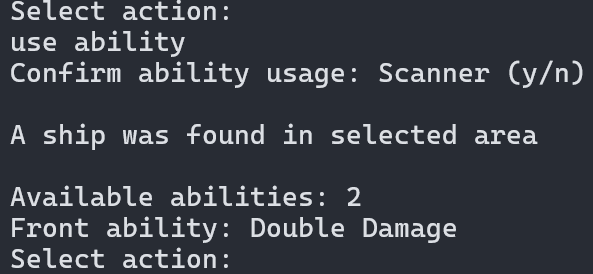 Select action:
use ability
Confirm ability usage: Scanner (y/n)
A ship was found in selected area
Available abilities: 2
Front ability: Double Damage
Select action: